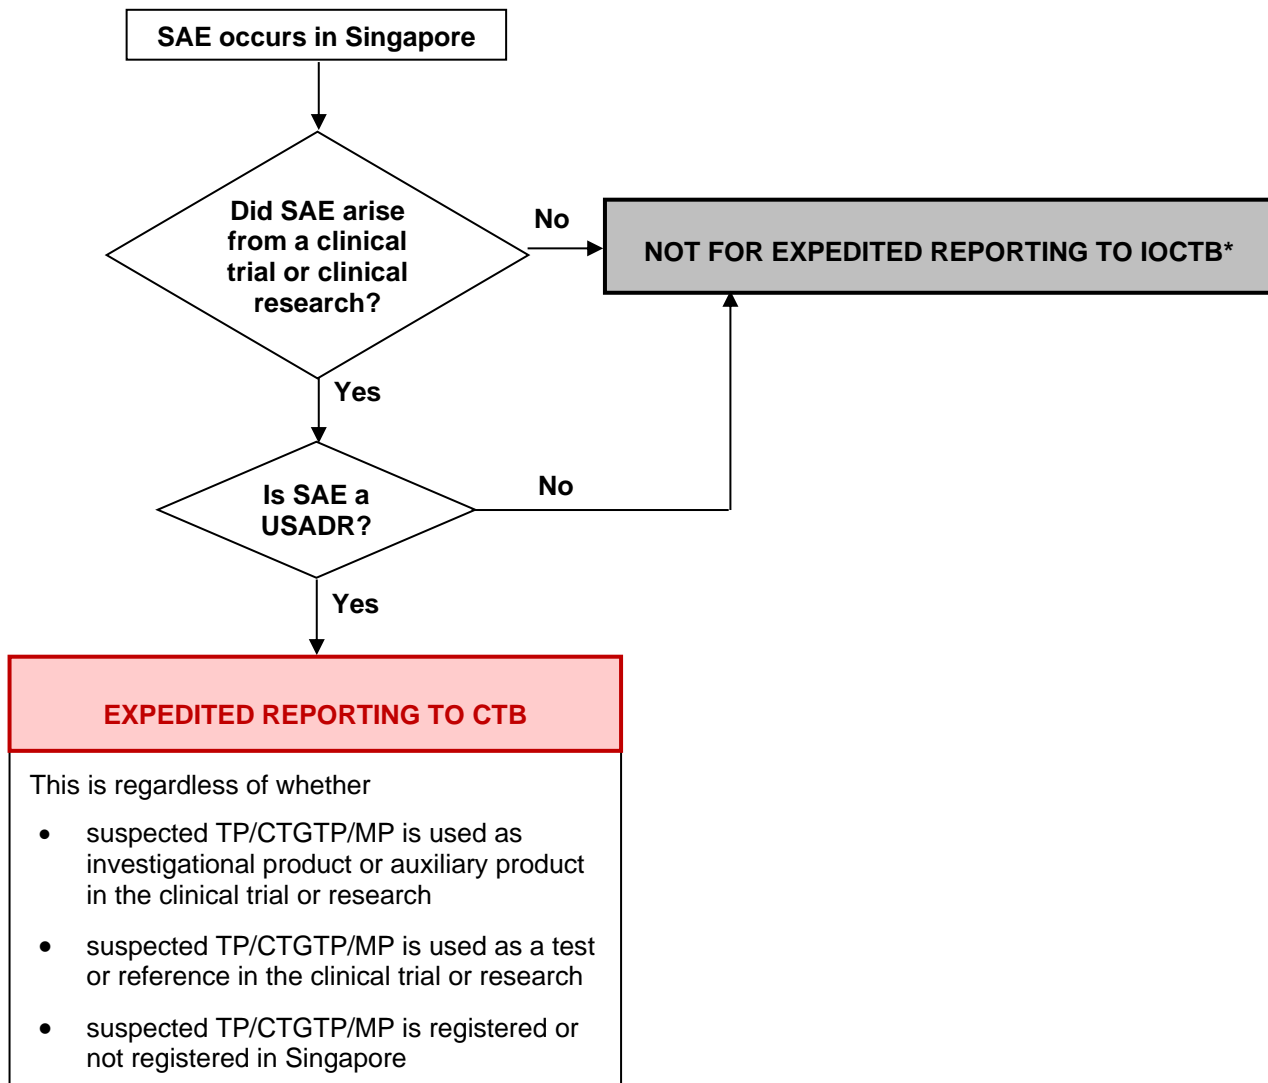 SAE occurs in Singapore
Did SAE arise
from a clinical
trial or clinical
research?
No
NOT FOR EXPEDITED REPORTING TO IOCTB*
Yes
Is SAE a
USADR?
No
Yes
EXPEDITED REPORTING TO CTB
This is regardless of whether
• suspected TP/CTGTP/MP is used as
investigational product or auxiliary product
in the clinical trial or research
• suspected TP/CTGTP/MP is used as a test
or reference in the clinical trial or research
• suspected TP/CTGTP/MP is registered or
not registered in Singapore